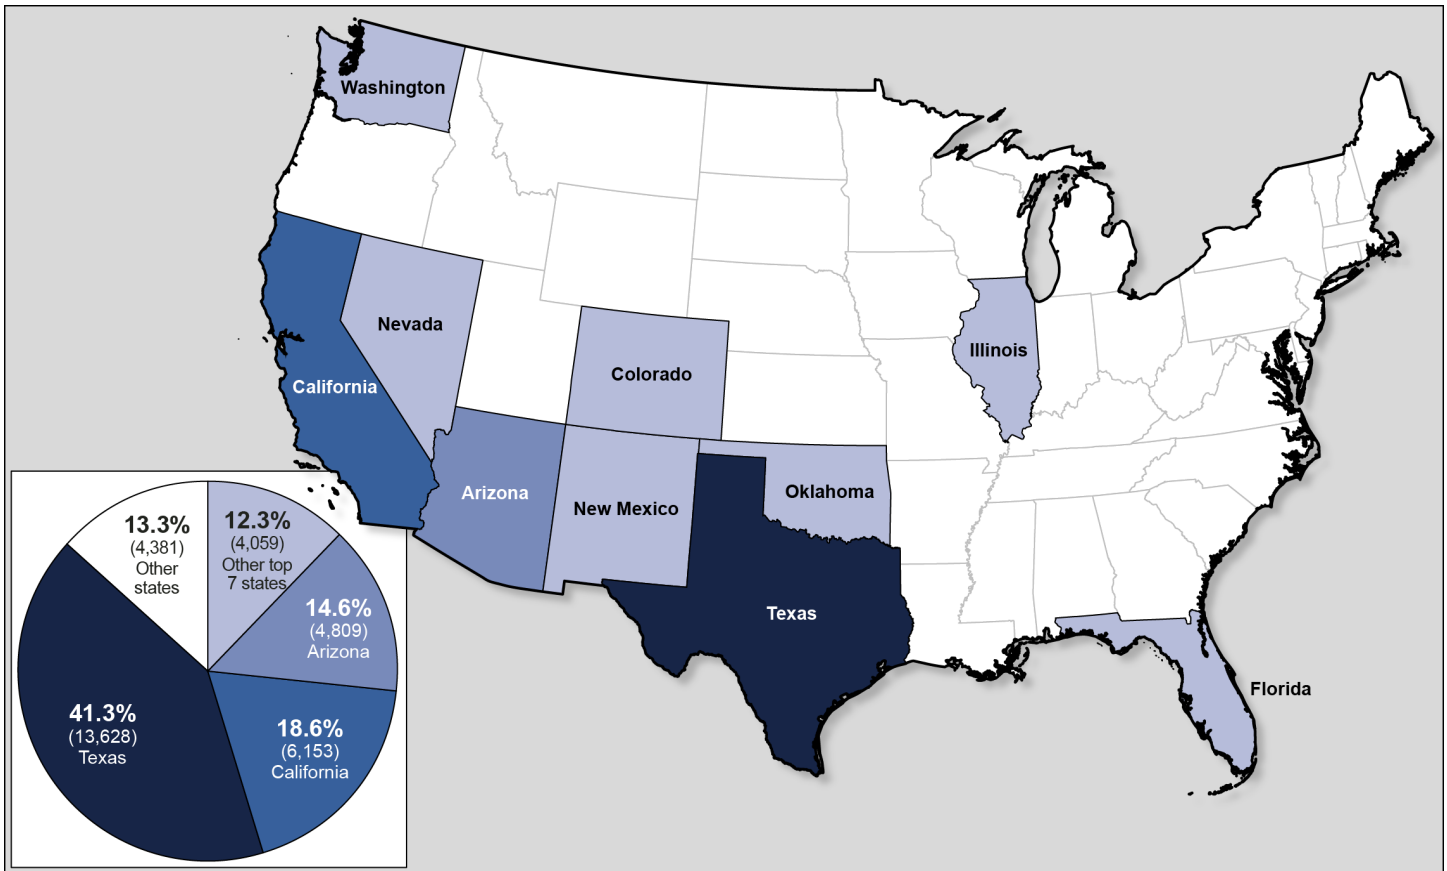 Washington
Nevada
Colorado
Illinois
California
Arizona
New Mexico
Oklahoma
Texas
Florida
13.3%
(4,381)
Other
states
12.3%
(4,059)
Other top
7 states
14.6%
(4,809)
Arizona
41.3%
(13,628)
Texas
18.6%
(6,153)
California